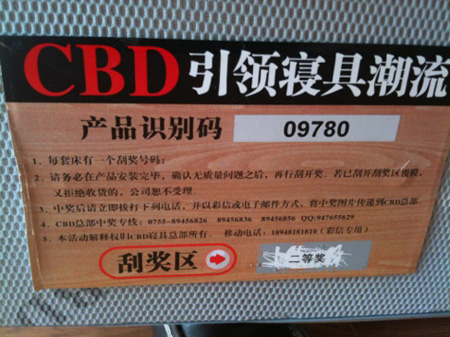 CBD引领寝具潮流
产品识别码 09780
1、每套床有一个刮奖号码;
2、请务必在产品安装完毕，确认无质量问题之后，再行刮开奖。若已刮开刮奖区覆膜，
又拒绝收货的，公司恕不受理。
3、中奖后请立即拨打下列电话，并以彩信或电子邮件方式，将中奖图片传递到CBD总部
4、CBD总部中奖专线：0755-89456826 89456836 89456856 QQ:947655629
5、本活动解释权归CBD寝具总部所有． 移动电话：18948181810（彩信专用）
刮奖区 二等奖